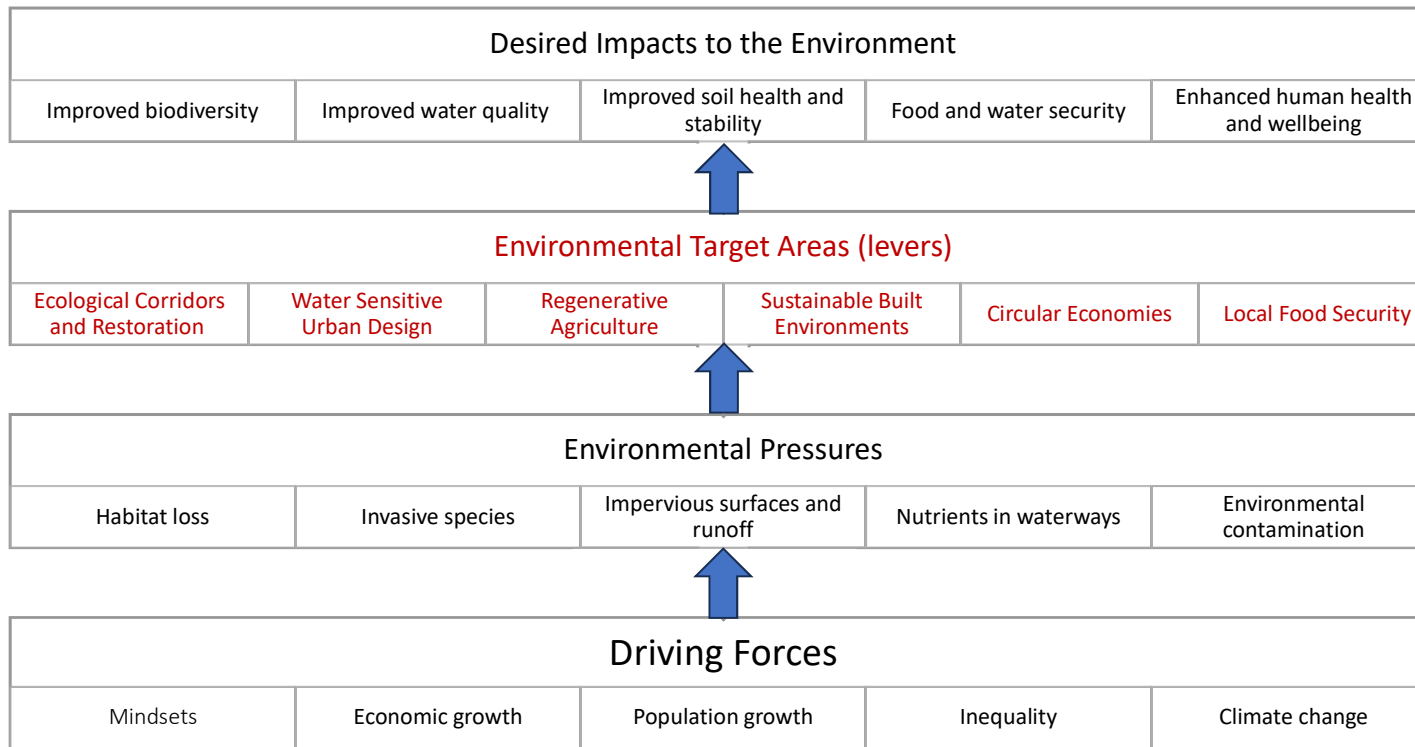 Desired Impacts to the Environment
Improved biodiversity
Improved water quality
Improved soil health and
stability
Food and water security
Enhanced human health
and wellbeing
Environmental Target Areas (levers)
Ecological Corridors
and Restoration
Water Sensitive
Urban Design
Regenerative
Agriculture
Sustainable Built
Environments
Circular Economies
Local Food Security
Environmental Pressures
Habitat loss
Invasive species
Impervious surfaces and
runoff
Nutrients in waterways
Environmental
contamination
Driving Forces
Mindsets
Economic growth
Population growth
Inequality
Climate change